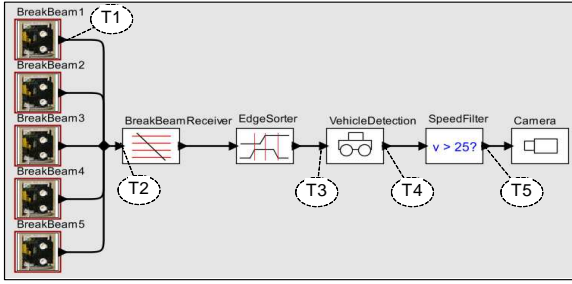 BreakBeam1
T1
BreakBeam2
BreakBeam3
BreakBeamReceiver
EdgeSorter
VehicleDetection
SpeedFilter
Camera
v > 25?
BreakBeam4
T2
T3
T4
T5
BreakBeam5